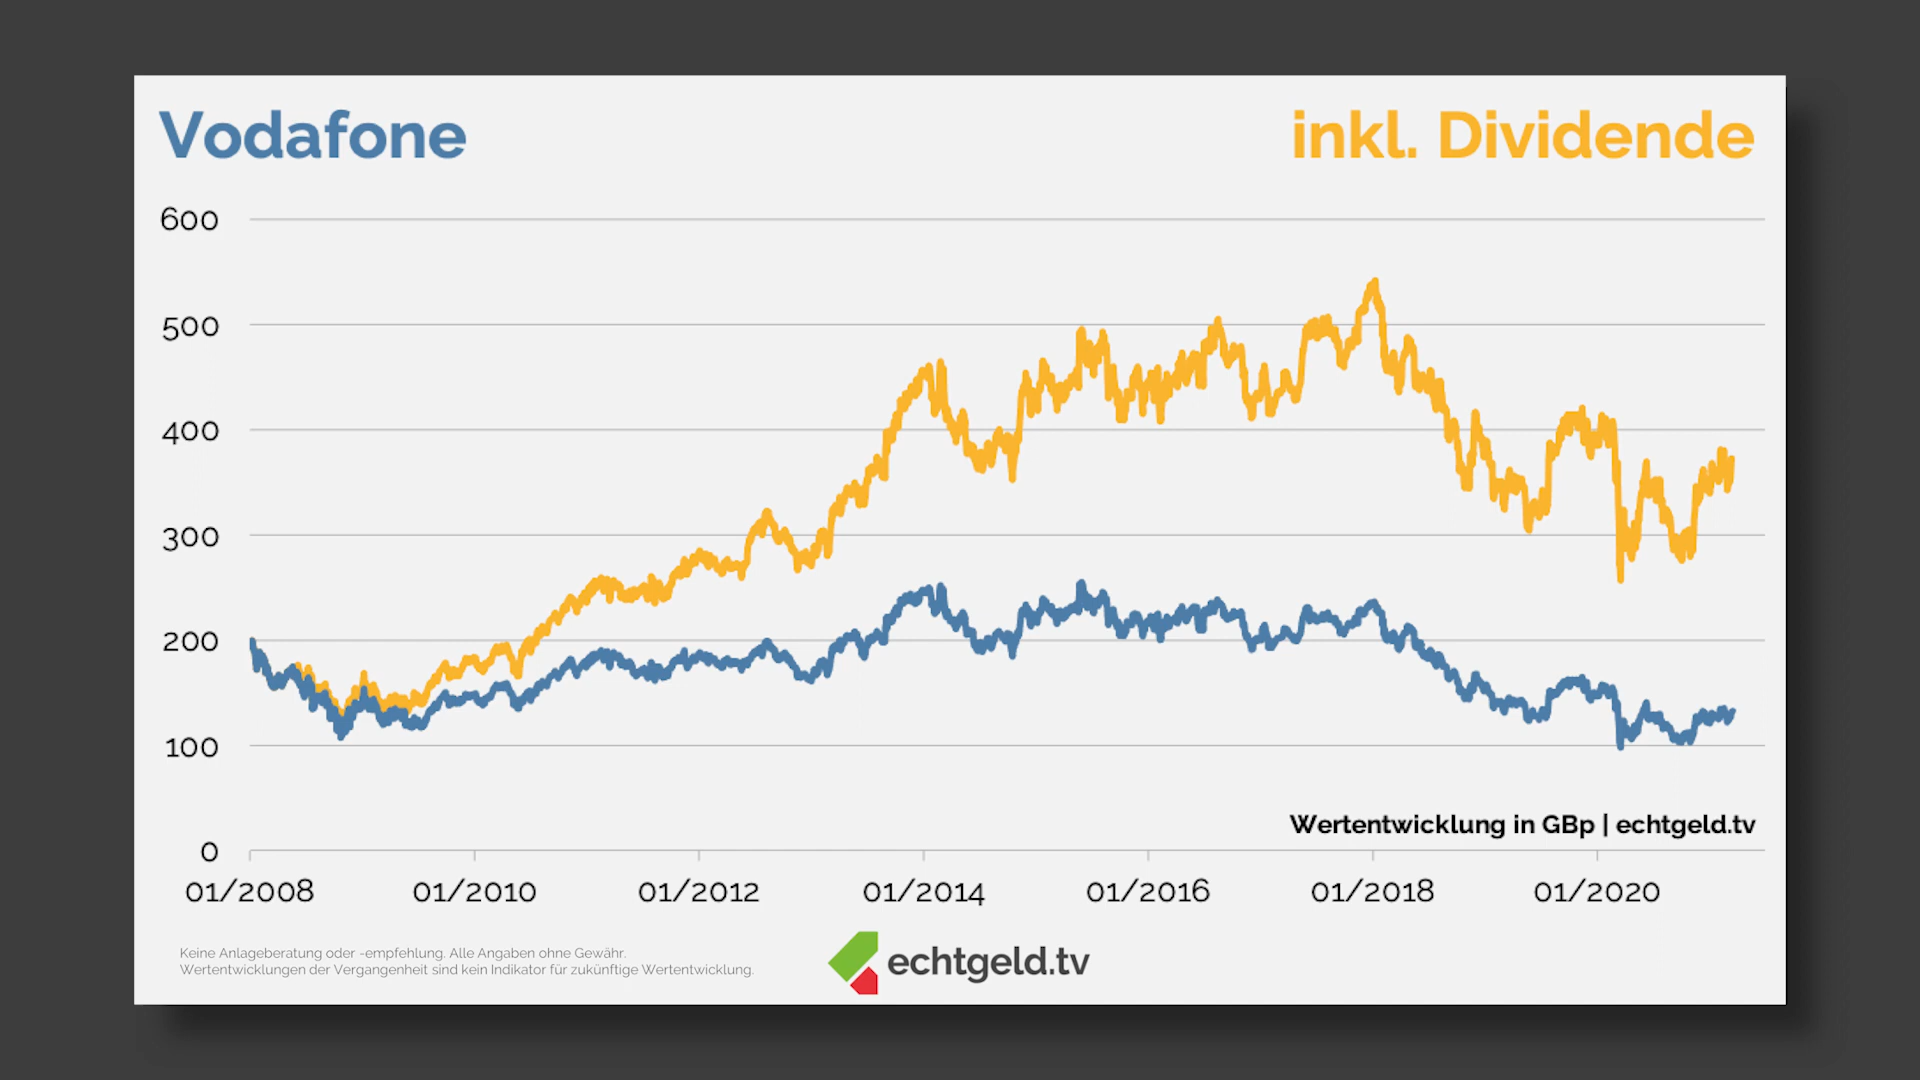 Vodafone
inkl. Dividende
600
500
400
300
200
100
0
01/2008
01/2010
01/2012
01/2014
01/2016
01/2018
01/2020
Wertentwicklung in GBp | echtgeld.tv
Keine Anlageberatung oder -empfehlung. Alle Angaben ohne Gewähr.
Wertentwicklungen der Vergangenheit sind kein Indikator für zukünftige Wertentwicklung.
echtgeld.tv